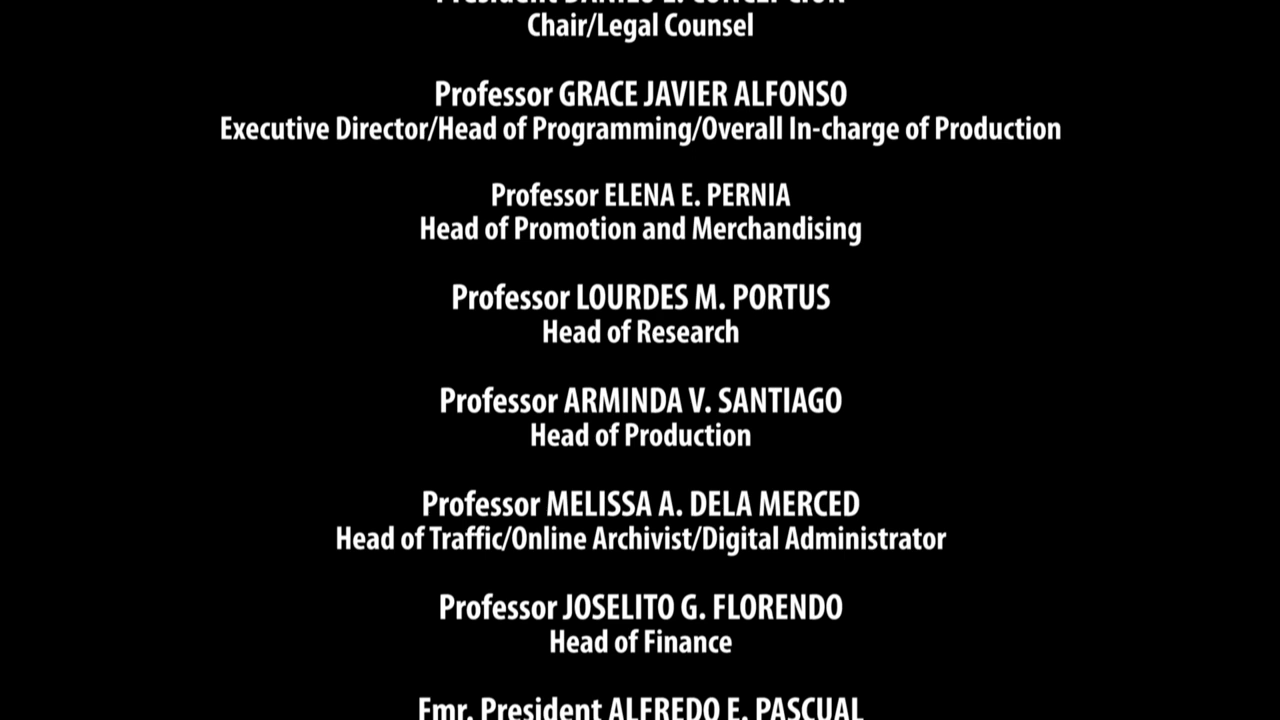 President DANILO L. CONCEPCION
Chair/Legal Counsel
Professor GRACE JAVIER ALFONSO
Executive Director/Head of Programming/Overall In-charge of Production
Professor ELENA E. PERNIA
Head of Promotion and Merchandising
Professor LOURDES M. PORTUS
Head of Research
Professor ARMINDA V. SANTIAGO
Head of Production
Professor MELISSA A. DELA MERCED
Head of Traffic/Online Archivist/Digital Administrator
Professor JOSELITO G. FLORENDO
Head of Finance
Fmr. President ALFREDO E. PASCUAL